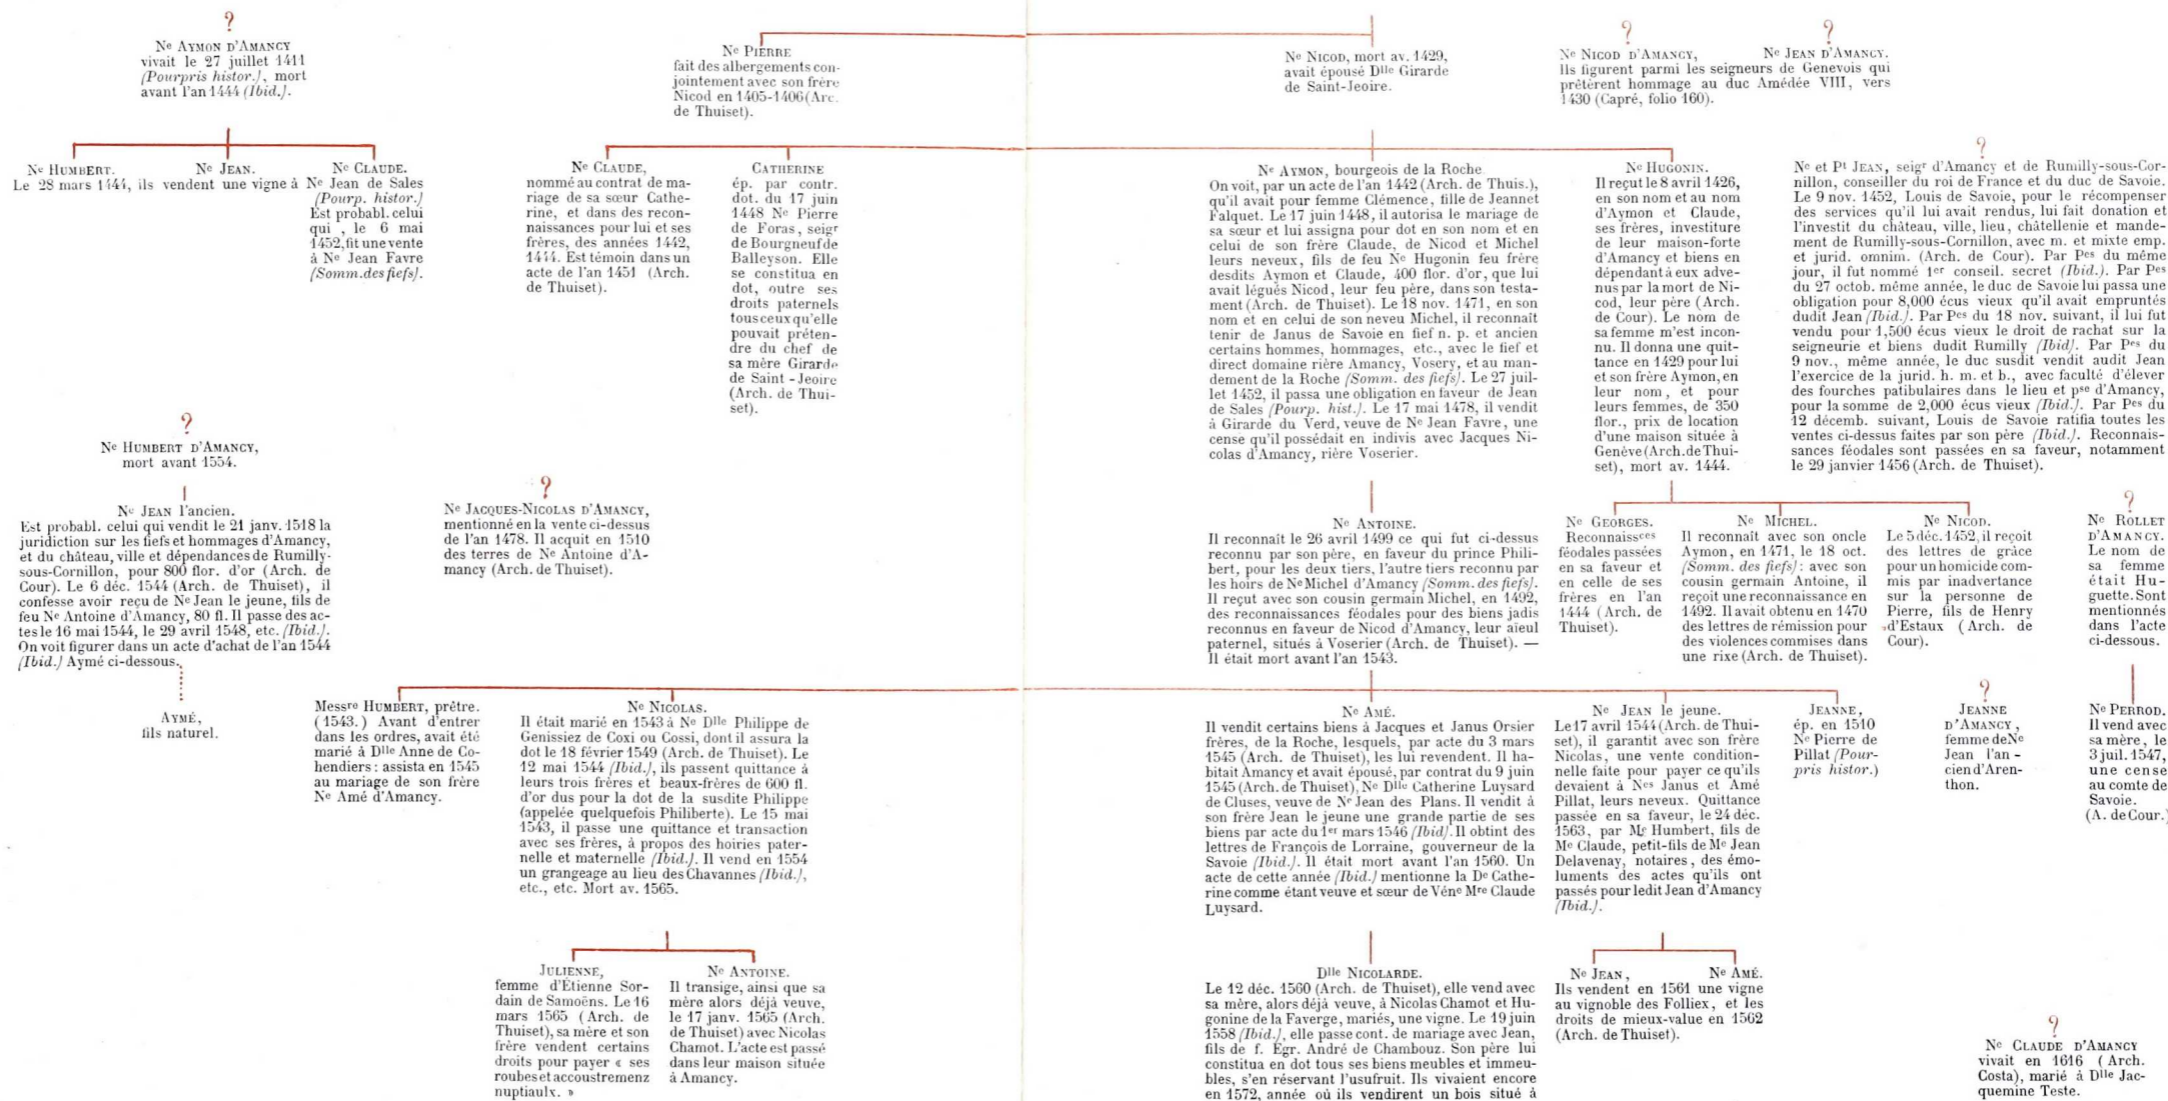 ?
Nᵉ AYMON D'AMANCY
vivait le 27 juillet 1411
(Pourpris histor.), mort
avant l'an 1444 (Ibid.).
Nᵉ PIERRE
fait des albergements con-
jointement avec son frère
Nicod en 1405-1406 (Arc.
de Thuiset).
Nᵉ NICOD, mort av. 1429,
avait épousé Dˡˡᵉ Girarde
de Saint-Jeoire.
? ?
Nᵉ NICOD D'AMANCY, Nᵉ JEAN D'AMANCY.
Ils figurent parmi les seigneurs de Genevois qui
prêtèrent hommage au duc Amédée VIII, vers
1430 (Capré, folio 160).
Nᵉ HUMBERT. Nᵉ JEAN. Nᵉ CLAUDE.
Le 28 mars 1444, ils vendent une vigne à Nᵉ Jean de Sales
(Pourp. histor.)
Est probabl. celui
qui , le 6 mai
1452, fit une vente
à Nᵉ Jean Favre
(Somm. des fiefs).
Nᵉ CLAUDE,
nommé au contrat de ma-
riage de sa sœur Cathe-
rine, et dans des recon-
naissances pour lui et ses
frères, des années 1442,
1444. Est témoin dans un
acte de l'an 1451 (Arch.
de Thuiset).
CATHERINE
ép. par contr.
dot. du 17 juin
1448 Nᵉ Pierre
de Foras, seigʳ
de Bourgneuf de
Balleyson. Elle
se constitua en
dot, outre ses
droits paternels
tous ceux qu'elle
pouvait préten-
dre du chef de
sa mère Girarde
de Saint-Jeoire
(Arch. de Thui-
set).
Nᵉ AYMON, bourgeois de la Roche
On voit, par un acte de l'an 1442 (Arch. de Thuis.),
qu'il avait pour femme Clémence, fille de Jeannet
Falquet. Le 17 juin 1448, il autorisa le mariage de
sa sœur et lui assigna pour dot en son nom et en
celui de son frère Claude, de Nicod et Michel
leurs neveux, fils de feu Nᵉ Hugonin feu frère
desdits Aymon et Claude, 400 flor. d'or, que lui
avait légués Nicod, leur feu père, dans son testa-
ment (Arch. de Thuiset). Le 18 nov. 1471, en son
nom et en celui de son neveu Michel, il reconnaît
tenir de Janus de Savoie en fief n. p. et ancien
certains hommes, hommages, etc., avec le fief et
direct domaine rière Amancy, Vosery, et au man-
dement de la Roche (Somm. des fiefs). Le 27 juil-
let 1452, il passa une obligation en faveur de Jean
de Sales (Pourp. hist.). Le 17 mai 1478, il vendit
à Girarde du Verd, veuve de Nᵉ Jean Favre, une
cense qu'il possédait en indivis avec Jacques Ni-
colas d'Amancy, rière Voserier.
Nᵉ HUGONIN.
Il reçut le 8 avril 1426,
en son nom et au nom
d'Aymon et Claude,
ses frères, investiture
de leur maison-forte
d'Amancy et biens en
dépendant à eux adve-
nus par la mort de Ni-
cod, leur père (Arch.
de Cour). Le nom de
sa femme m'est incon-
nu. Il donna une quit-
tance en 1429 pour lui
et son frère Aymon, en
leur nom, et pour
leurs femmes, de 350
flor., prix de location
d'une maison située à
Genève (Arch. de Thui-
set), mort av. 1444.
?
Nᵉ et Pᵗ JEAN, seigʳ d'Amancy et de Rumilly-sous-Cor-
nillon, conseiller du roi de France et du duc de Savoie.
Le 9 nov. 1452, Louis de Savoie, pour le récompenser
des services qu'il lui avait rendus, lui fait donation et
l'investit du château, ville, lieu, châtellenie et mande-
ment de Rumilly-sous-Cornillon, avec m. et mixte emp.
et jurid. omnim. (Arch. de Cour). Par Pᵉˢ du même
jour, il fut nommé 1ᵉʳ conseil. secret (Ibid.). Par Pᵉˢ
du 27 octob. même année, le duc de Savoie lui passa une
obligation pour 8,000 écus vieux qu'il avait empruntés
dudit Jean (Ibid.). Par Pᵉˢ du 18 nov. suivant, il lui fut
vendu pour 1,500 écus vieux le droit de rachat sur la
seigneurie et biens dudit Rumilly (Ibid). Par Pᵉˢ du
9 nov., même année, le duc susdit vendit audit Jean
l'exercice de la jurid. h. m. et b., avec faculté d'élever
des fourches patibulaires dans le lieu et pˢᵉ d'Amancy,
pour la somme de 2,000 écus vieux (Ibid.). Par Pᵉˢ du
12 décemb. suivant, Louis de Savoie ratifia toutes les
ventes ci-dessus faites par son père (Ibid.). Reconnais-
sances féodales sont passées en sa faveur, notamment
le 29 janvier 1456 (Arch. de Thuiset).
?
Nᵉ HUMBERT D'AMANCY,
mort avant 1554.
Nᵉ JEAN l'ancien.
Est probabl. celui qui vendit le 21 janv. 1518 la
juridiction sur les fiefs et hommages d'Amancy,
et du château, ville et dépendances de Rumilly-
sous-Cornillon, pour 800 flor. d'or (Arch. de
Cour). Le 6 déc. 1544 (Arch. de Thuiset), il
confesse avoir reçu de Nᵉ Jean le jeune, fils de
feu Nᵉ Antoine d'Amancy, 80 fl. Il passe des ac-
tes le 16 mai 1544, le 29 avril 1548, etc. (Ibid.).
On voit figurer dans un acte d'achat de l'an 1544
(Ibid.) Aymé ci-dessous.
?
Nᵉ JACQUES-NICOLAS D'AMANCY,
mentionné en la vente ci-dessus
de l'an 1478. Il acquit en 1510
des terres de Nᵉ Antoine d'A-
mancy (Arch. de Thuiset).
Nᵉ ANTOINE.
Il reconnaît le 26 avril 1499 ce qui fut ci-dessus
reconnu par son père, en faveur du prince Phili-
bert, pour les deux tiers, l'autre tiers reconnu par
les hoirs de Nᵉ Michel d'Amancy (Somm. des fiefs).
Il reçut avec son cousin germain Michel, en 1492,
des reconnaissances féodales pour des biens jadis
reconnus en faveur de Nicod d'Amancy, leur aïeul
paternel, situés à Voserier (Arch. de Thuiset). —
Il était mort avant l'an 1543.
Nᵉ GEORGES.
Reconnaissᶜᵉˢ
féodales passées
en sa faveur et
en celle de ses
frères en l'an
1444 (Arch. de
Thuiset).
Nᵉ MICHEL.
Il reconnaît avec son oncle
Aymon, en 1471, le 18 oct.
(Somm. des fiefs) : avec son
cousin germain Antoine, il
reçoit une reconnaissance en
1492. Il avait obtenu en 1470
des lettres de rémission pour
des violences commises dans
une rixe (Arch. de Thuiset).
Nᵉ NICOD.
Le 5 déc. 1452, il reçoit
des lettres de grâce
pour un homicide com-
mis par inadvertance
sur la personne de
Pierre, fils de Henry
d'Estaux (Arch. de
Cour).
?
Nᵉ ROLLET
D'AMANCY.
Le nom de
sa femme
était Hu-
guette. Sont
mentionnés
dans l'acte
ci-dessous.
AYMÉ,
fils naturel.
Messʳᵉ HUMBERT, prêtre.
(1543.) Avant d'entrer
dans les ordres, avait été
marié à Dˡˡᵉ Anne de Co-
hendiers : assista en 1545
au mariage de son frère
Nᵉ Amé d'Amancy.
Nᵉ NICOLAS.
Il était marié en 1543 à Nᵉ Dˡˡᵉ Philippe de
Genissiez de Coxi ou Cossi, dont il assura la
dot le 18 février 1549 (Arch. de Thuiset). Le
12 mai 1544 (Ibid.), ils passent quittance à
leurs trois frères et beaux-frères de 600 fl.
d'or dus pour la dot de la susdite Philippe
(appelée quelquefois Philiberte). Le 15 mai
1543, il passe une quittance et transaction
avec ses frères, à propos des hoiries pater-
nelle et maternelle (Ibid.). Il vend en 1554
un grangeage au lieu des Chavannes (Ibid.),
etc., etc. Mort av. 1565.
Nᵉ AMÉ.
Il vendit certains biens à Jacques et Janus Orsier
frères, de la Roche, lesquels, par acte du 3 mars
1545 (Arch. de Thuiset), les lui revendent. Il ha-
bitait Amancy et avait épousé, par contrat du 9 juin
1545 (Arch. de Thuiset), Nᵉ Dˡˡᵉ Catherine Luysard
de Cluses, veuve de Nᵉ Jean des Plans. Il vendit à
son frère Jean le jeune une grande partie de ses
biens par acte du 1ᵉʳ mars 1546 (Ibid). Il obtint des
lettres de François de Lorraine, gouverneur de la
Savoie (Ibid.). Il était mort avant l'an 1560. Un
acte de cette année (Ibid.) mentionne la Dᵉ Cathe-
rine comme étant veuve et sœur de Vénᵉ Mʳᵉ Claude
Luysard.
Nᵉ JEAN le jeune.
Le 17 avril 1544 (Arch. de Thui-
set), il garantit avec son frère
Nicolas, une vente condition-
nelle faite pour payer ce qu'ils
devaient à Nᵉˢ Janus et Amé
Pillat, leurs neveux. Quittance
passée en sa faveur, le 24 déc.
1563, par Mᵉ Humbert, fils de
Mᵉ Claude, petit-fils de Mᵉ Jean
Delavenay, notaires, des émo-
luments des actes qu'ils ont
passés pour ledit Jean d'Amancy
(Ibid.).
JEANNE,
ép. en 1510
Nᵉ Pierre de
Pillat (Pour-
pris histor.)
?
JEANNE
D'AMANCY,
femme de Nᵉ
Jean l'an-
cien d'Aren-
thon.
Nᵉ PERROD.
Il vend avec
sa mère, le
3 juil. 1547,
une cense
au comte de
Savoie.
(A. de Cour.)
JULIENNE,
femme d'Étienne Sor-
dain de Samoëns. Le 16
mars 1565 (Arch. de
Thuiset), sa mère et son
frère vendent certains
droits pour payer « ses
roubes et accoustremenz
nuptiaulx. »
Nᵉ ANTOINE.
Il transige, ainsi que sa
mère alors déjà veuve,
le 17 janv. 1565 (Arch.
de Thuiset) avec Nicolas
Chamot. L'acte est passé
dans leur maison située
à Amancy.
Dˡˡᵉ NICOLARDE.
Le 12 déc. 1560 (Arch. de Thuiset), elle vend avec
sa mère, alors déjà veuve, à Nicolas Chamot et Hu-
gonine de la Faverge, mariés, une vigne. Le 19 juin
1558 (Ibid.), elle passe cont. de mariage avec Jean,
fils de f. Egr. André de Chambouz. Son père lui
constitua en dot tous ses biens meubles et immeu-
bles, s'en réservant l'usufruit. Ils vivaient encore
en 1572, année où ils vendirent un bois situé à
Nᵉ JEAN, Nᵉ AMÉ.
Ils vendent en 1561 une vigne
au vignoble des Folliex, et les
droits de mieux-value en 1562
(Arch. de Thuiset).
?
Nᵉ CLAUDE D'AMANCY
vivait en 1616 (Arch.
Costa), marié à Dˡˡᵉ Jac-
quemine Teste.